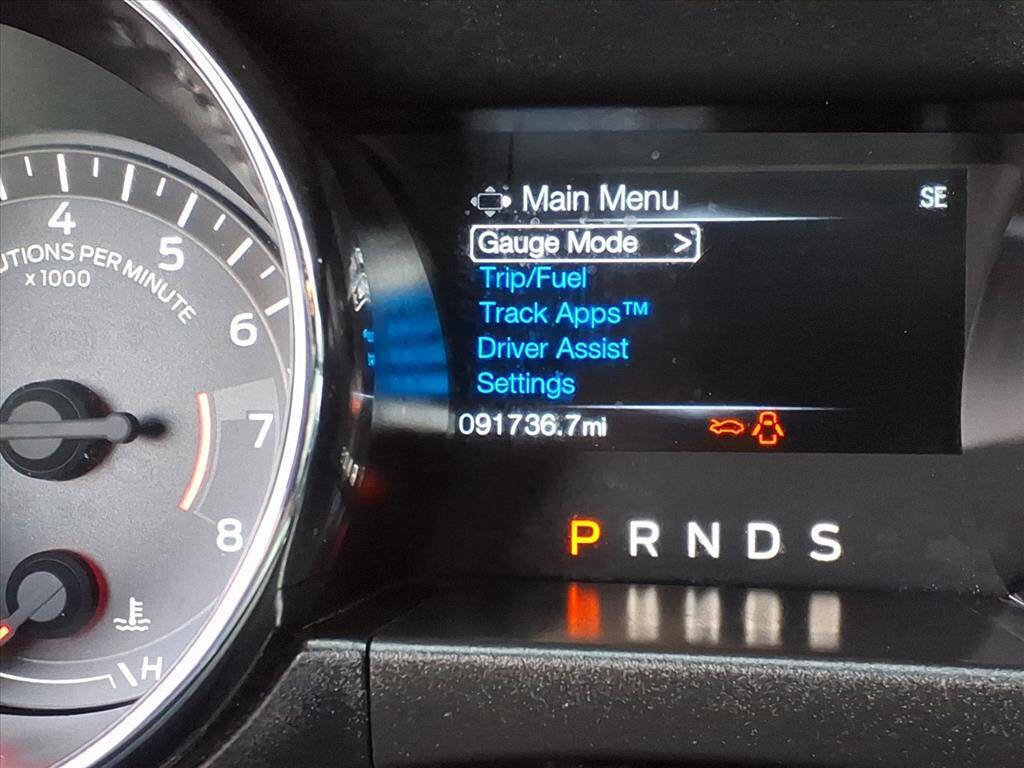 4
5
6
7
8
UTIONS PER MINUTE
x 1000
H
Main Menu
SE
Gauge Mode >
Trip/Fuel
Track Apps™
Driver Assist
Settings
091736.7mi
P R N D S